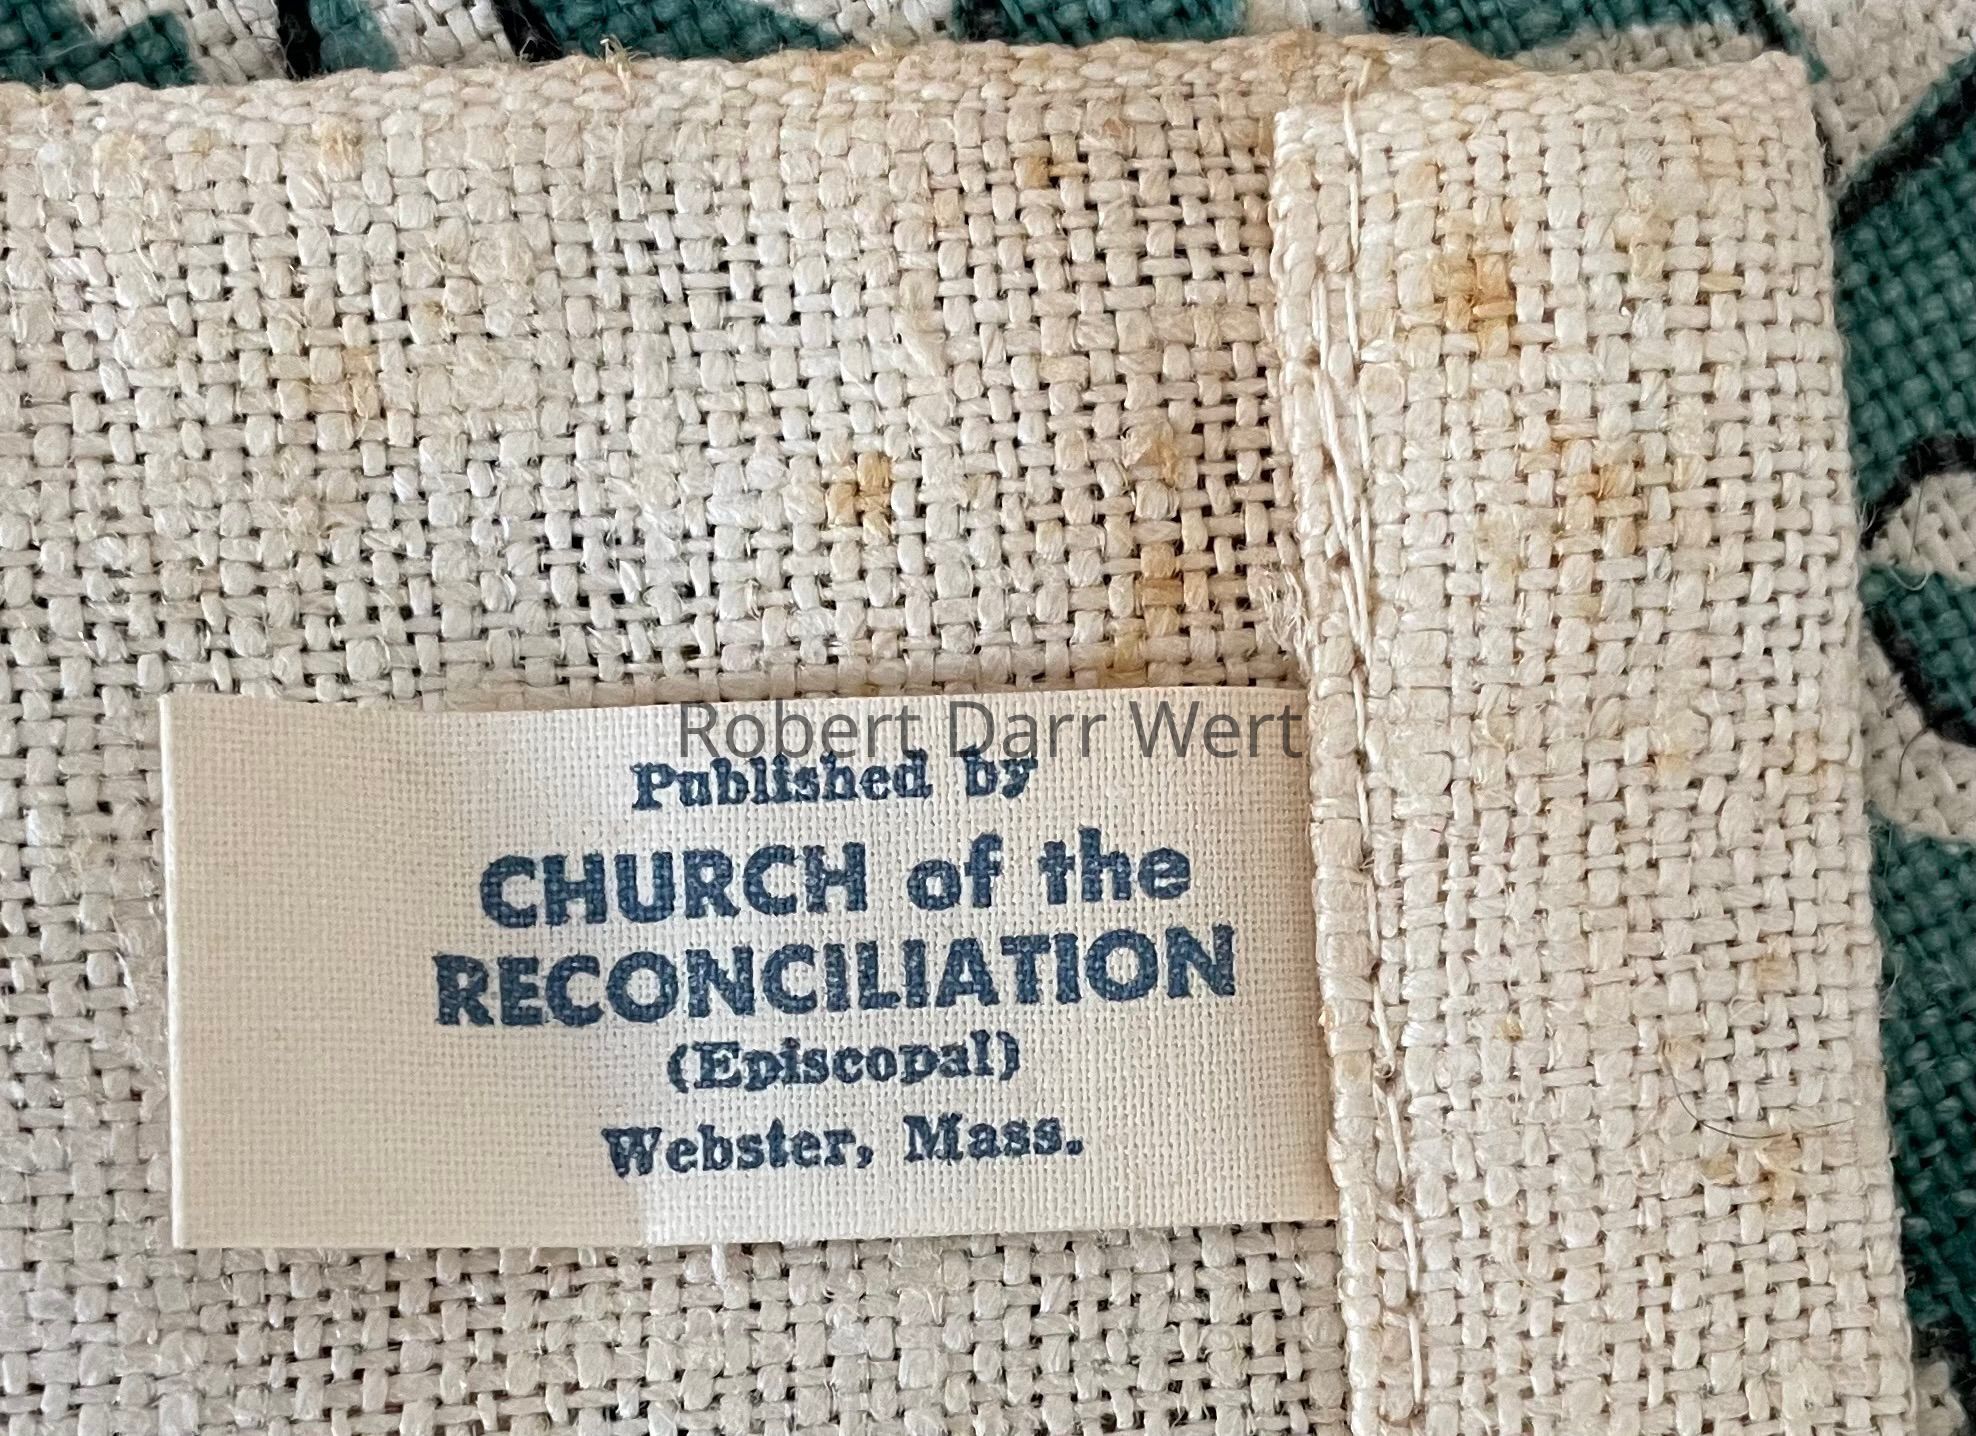 Robert Darr Wert
Published by
CHURCH of the
RECONCILIATION
(Episcopal)
Webster, Mass.